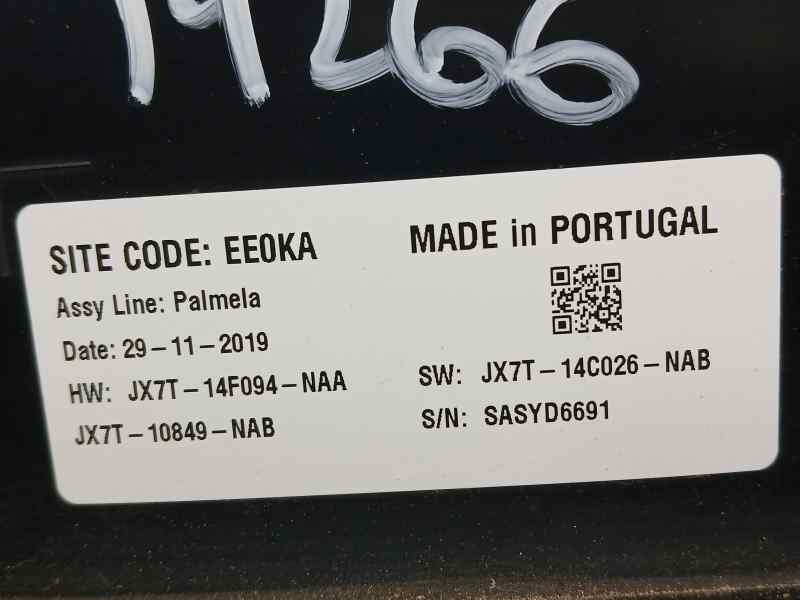 SITE CODE: EE0KA
MADE in PORTUGAL
Assy Line: Palmela
Date: 29-11-2019
HW: JX7T-14F094-NAA
SW: JX7T-14C026-NAB
JX7T-10849-NAB
S/N: SASYD6691